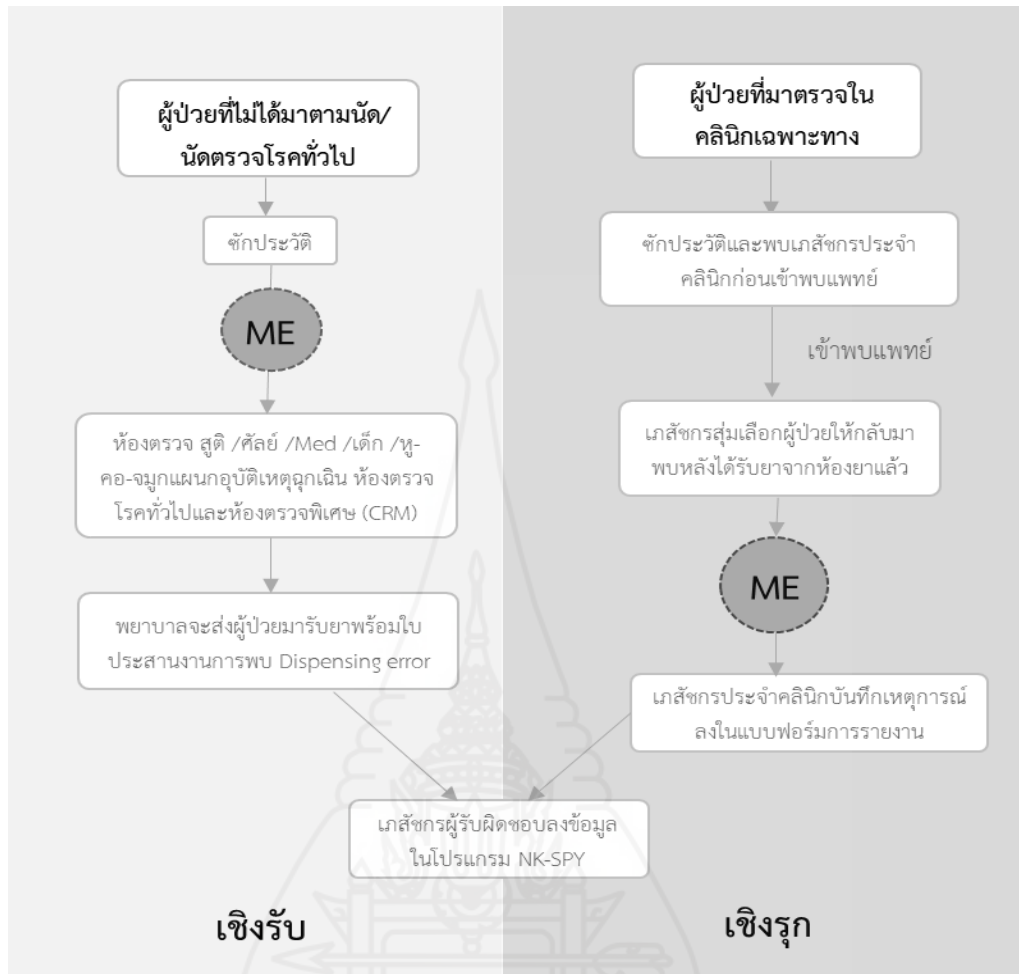 ผู้ป่วยที่ไม่ได้มาตามนัด/
นัดตรวจโรคทั่วไป
ซักประวัติ
ME
ห้องตรวจ สูติ /ศัลย์ /Med /เด็ก /หู-
คอ-จมูกแผนกอุบัติเหตุฉุกเฉิน ห้องตรวจ
โรคทั่วไปและห้องตรวจพิเศษ (CRM)
พยาบาลจะส่งผู้ป่วยมารับยาพร้อมใบ
ประสานงานการพบ Dispensing error
ผู้ป่วยที่มาตรวจใน
คลินิกเฉพาะทาง
ซักประวัติและพบเภสัชกรประจำ
คลินิกก่อนเข้าพบแพทย์
เข้าพบแพทย์
เภสัชกรสุ่มเลือกผู้ป่วยให้กลับมา
พบหลังได้รับยาจากห้องยาแล้ว
ME
เภสัชกรประจำคลินิกบันทึกเหตุการณ์
ลงในแบบฟอร์มการรายงาน
เภสัชกรผู้รับผิดชอบลงข้อมูล
ในโปรแกรม NK-SPY
เชิงรับ
เชิงรุก